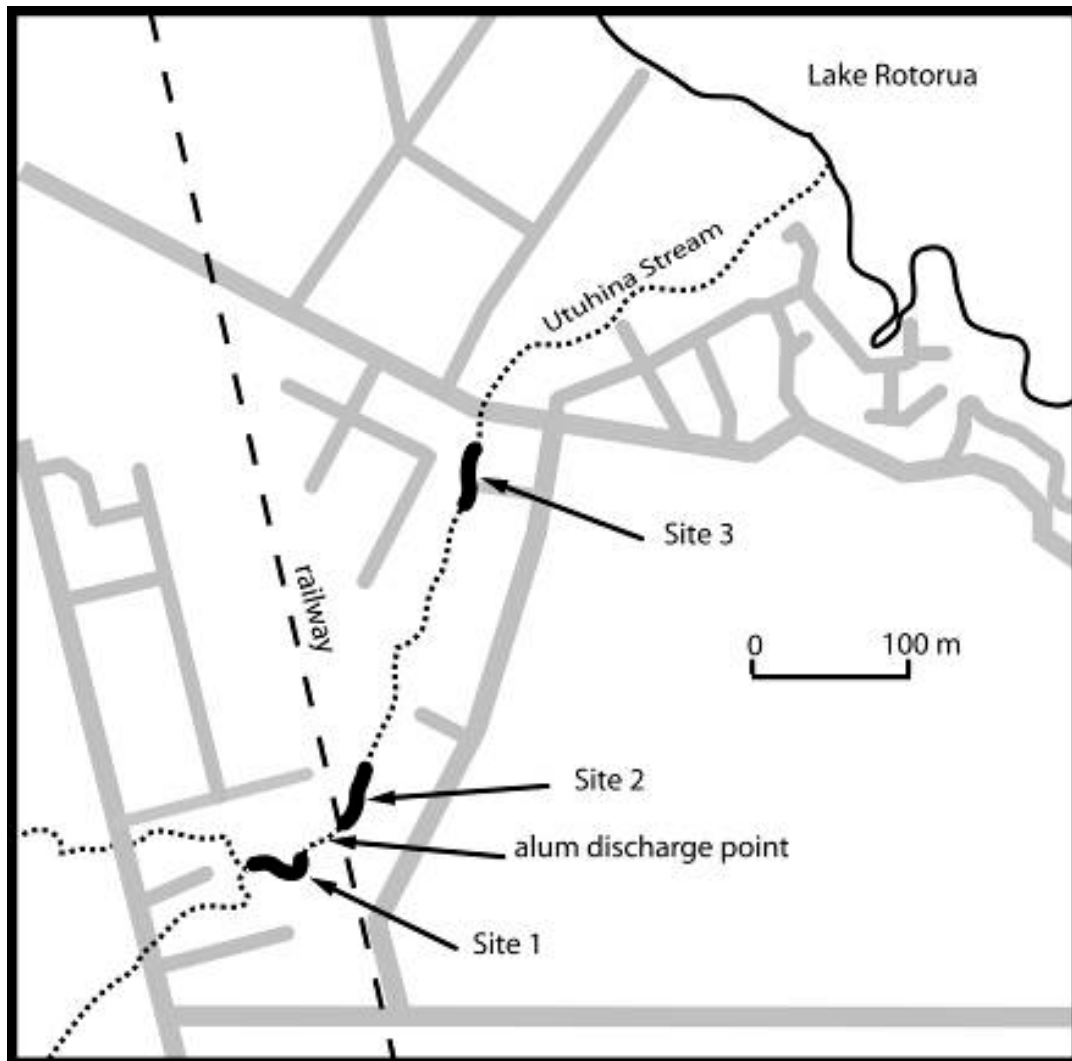 Lake Rotorua
Utuhina Stream
Site 3
railway
0 100 m
Site 2
alum discharge point
Site 1